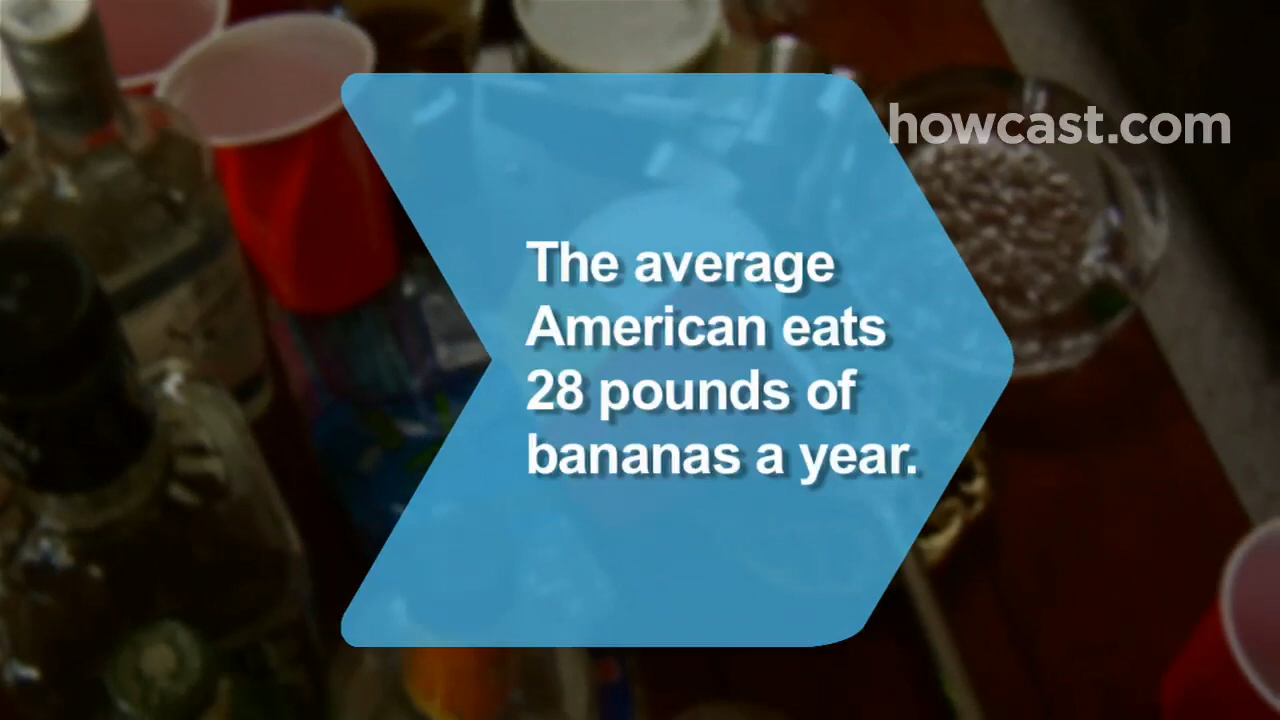 howcast.com
The average
American eats
28 pounds of
bananas a year.